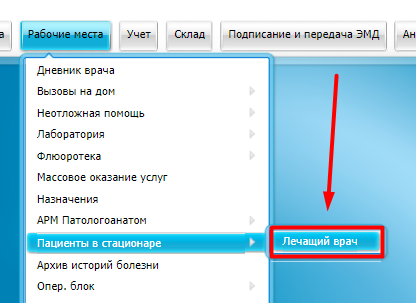 а
Рабочие места
Учет
Склад
Подписание и передача ЭМД
Ан
Дневник врача
Вызовы на дом
Неотложная помощь
Лаборатория
Флюоротека
Массовое оказание услуг
Назначения
АРМ Патологоанатом
Пациенты в стационаре
Лечащий врач
Архив историй болезни
Опер. блок